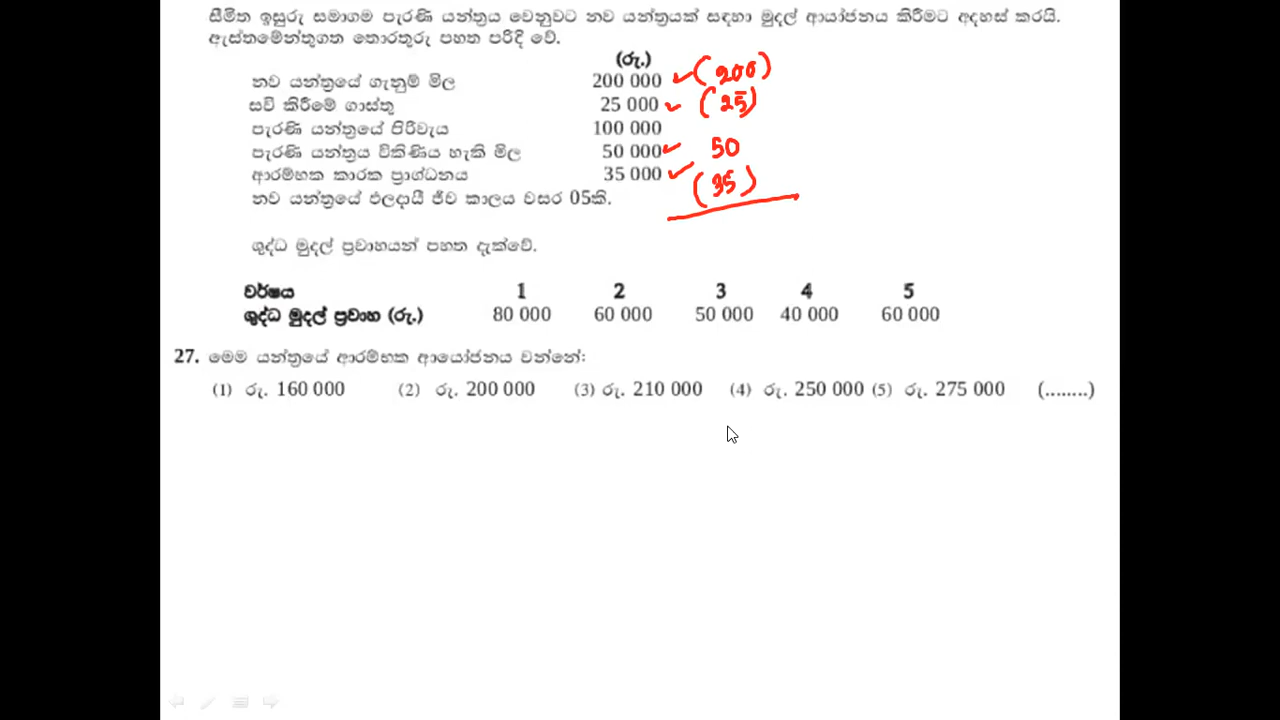 සීමිත ඉසුරු සමාගම පැරණි යන්ත්‍රය වෙනුවට නව යන්ත්‍රයක් සඳහා මුදල් ආයෝජනය කිරීමට අදහස් කරයි.
ඇස්තමේන්තුගත තොරතුරු පහත පරිදි වේ.
(රු.)
නව යන්ත්‍රයේ ගැනුම් මිල 200 000 ✓ (200)
සවි කිරීමේ ගාස්තු 25 000 ✓ (25)
පැරණි යන්ත්‍රයේ පිරිවැය 100 000
පැරණි යන්ත්‍රය විකිණිය හැකි මිල 50 000 ✓ 50
ආරම්භක කාරක ප්‍රාග්ධනය 35 000 ✓ (35)
නව යන්ත්‍රයේ ඵලදායී ජීව කාලය වසර 05කි.
ශුද්ධ මුදල් ප්‍රවාහයන් පහත දැක්වේ.
වර්ෂය 1 2 3 4 5
ශුද්ධ මුදල් ප්‍රවාහ (රු.) 80 000 60 000 50 000 40 000 60 000
27. මෙම යන්ත්‍රයේ ආරම්භක ආයෝජනය වන්නේ:
(1) රු. 160 000 (2) රු. 200 000 (3) රු. 210 000 (4) රු. 250 000 (5) රු. 275 000 (........)